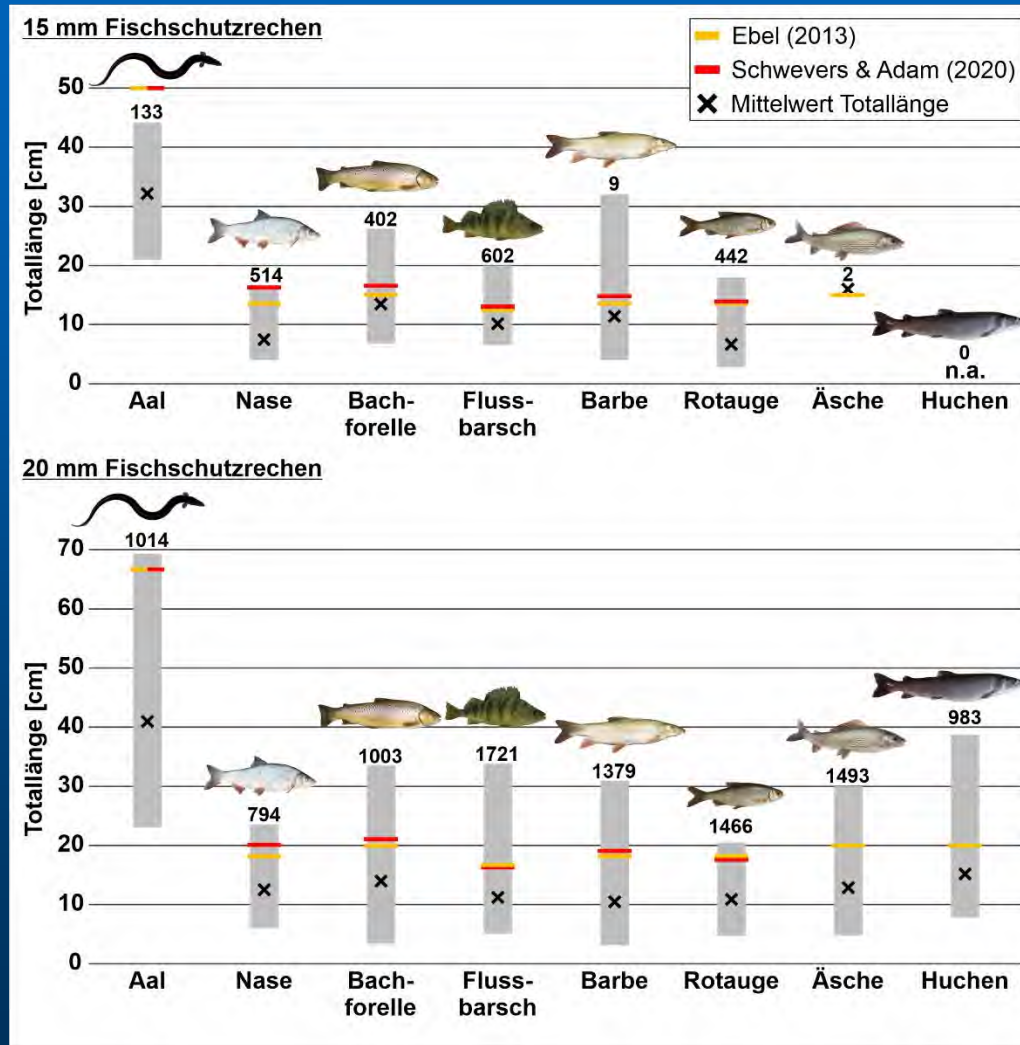 15 mm Fischschutzrechen
Ebel (2013)
Schwevers & Adam (2020)
Mittelwert Totallänge
Totallänge [cm]
50
40
30
20
10
0
133
514
402
602
9
442
2
0
n.a.
Aal Nase Bach- Fluss- Barbe Rotauge Äsche Huchen
forelle barsch
20 mm Fischschutzrechen
Totallänge [cm]
70
60
50
40
30
20
10
0
1014
794
1003
1721
1379
1466
1493
983
Aal Nase Bach- Fluss- Barbe Rotauge Äsche Huchen
forelle barsch